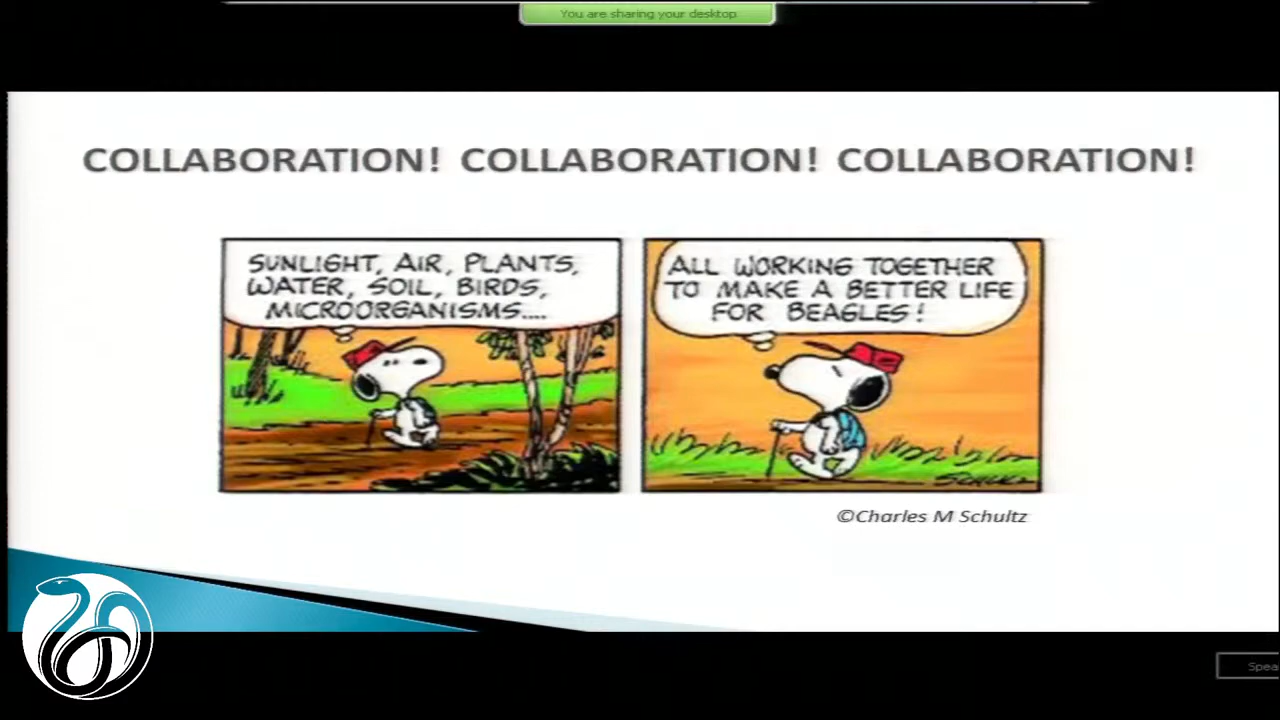 You are sharing your desktop
COLLABORATION! COLLABORATION! COLLABORATION!
SUNLIGHT, AIR, PLANTS,
WATER, SOIL, BIRDS,
MICROORGANISMS....
ALL WORKING TOGETHER
TO MAKE A BETTER LIFE
FOR BEAGLES!
©Charles M Schultz